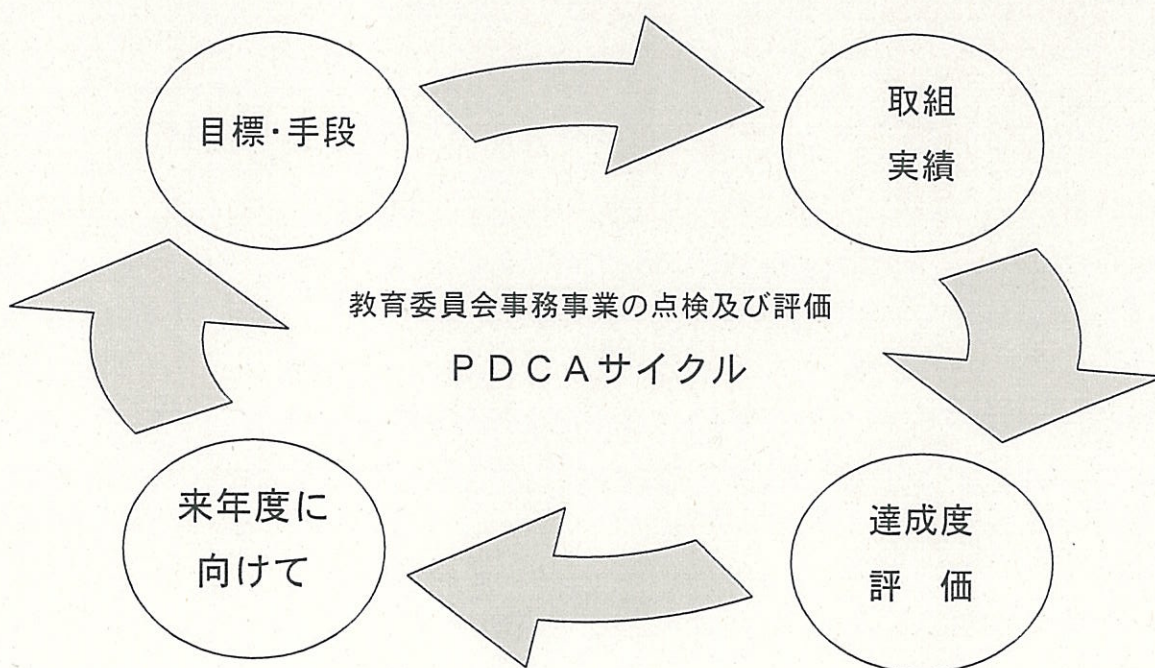 目標・手段
取組
実績
教育委員会事務事業の点検及び評価
PDCAサイクル
来年度に
向けて
達成度
評　価